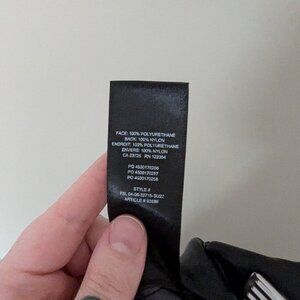 FACE: 100% POLYURETHANE
BACK: 100% NYLON
ENDROIT: 100% POLYURETHANE
ENVERS: 100% NYLON
CA 23725 RN 122334
PO 4500170256
PO 4500170257
PO 4500170258
STYLE #
ARTICLE #